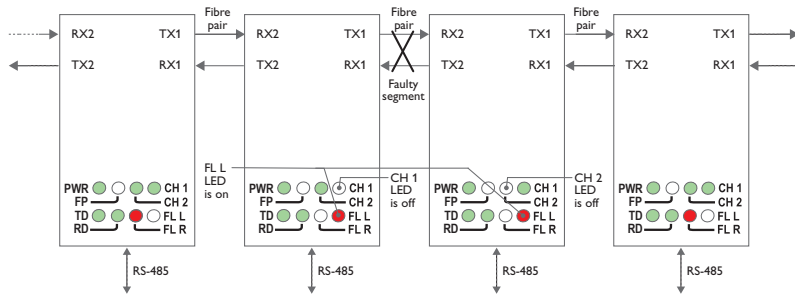 Fibre
pair
Fibre
pair
Fibre
pair
RX2 TX1
RX2 TX1
RX2 TX1
RX2 TX1
TX2 RX1
TX2 RX1
TX2 RX1
TX2 RX1
Faulty
segment
FL L
LED
is on
CH 1
LED
is off
CH 2
LED
is off
PWR CH 1
FP CH 2
TD FL L
RD FL R
PWR CH 1
FP CH 2
TD FL L
RD FL R
PWR CH 1
FP CH 2
TD FL L
RD FL R
PWR CH 1
FP CH 2
TD FL L
RD FL R
RS-485
RS-485
RS-485
RS-485